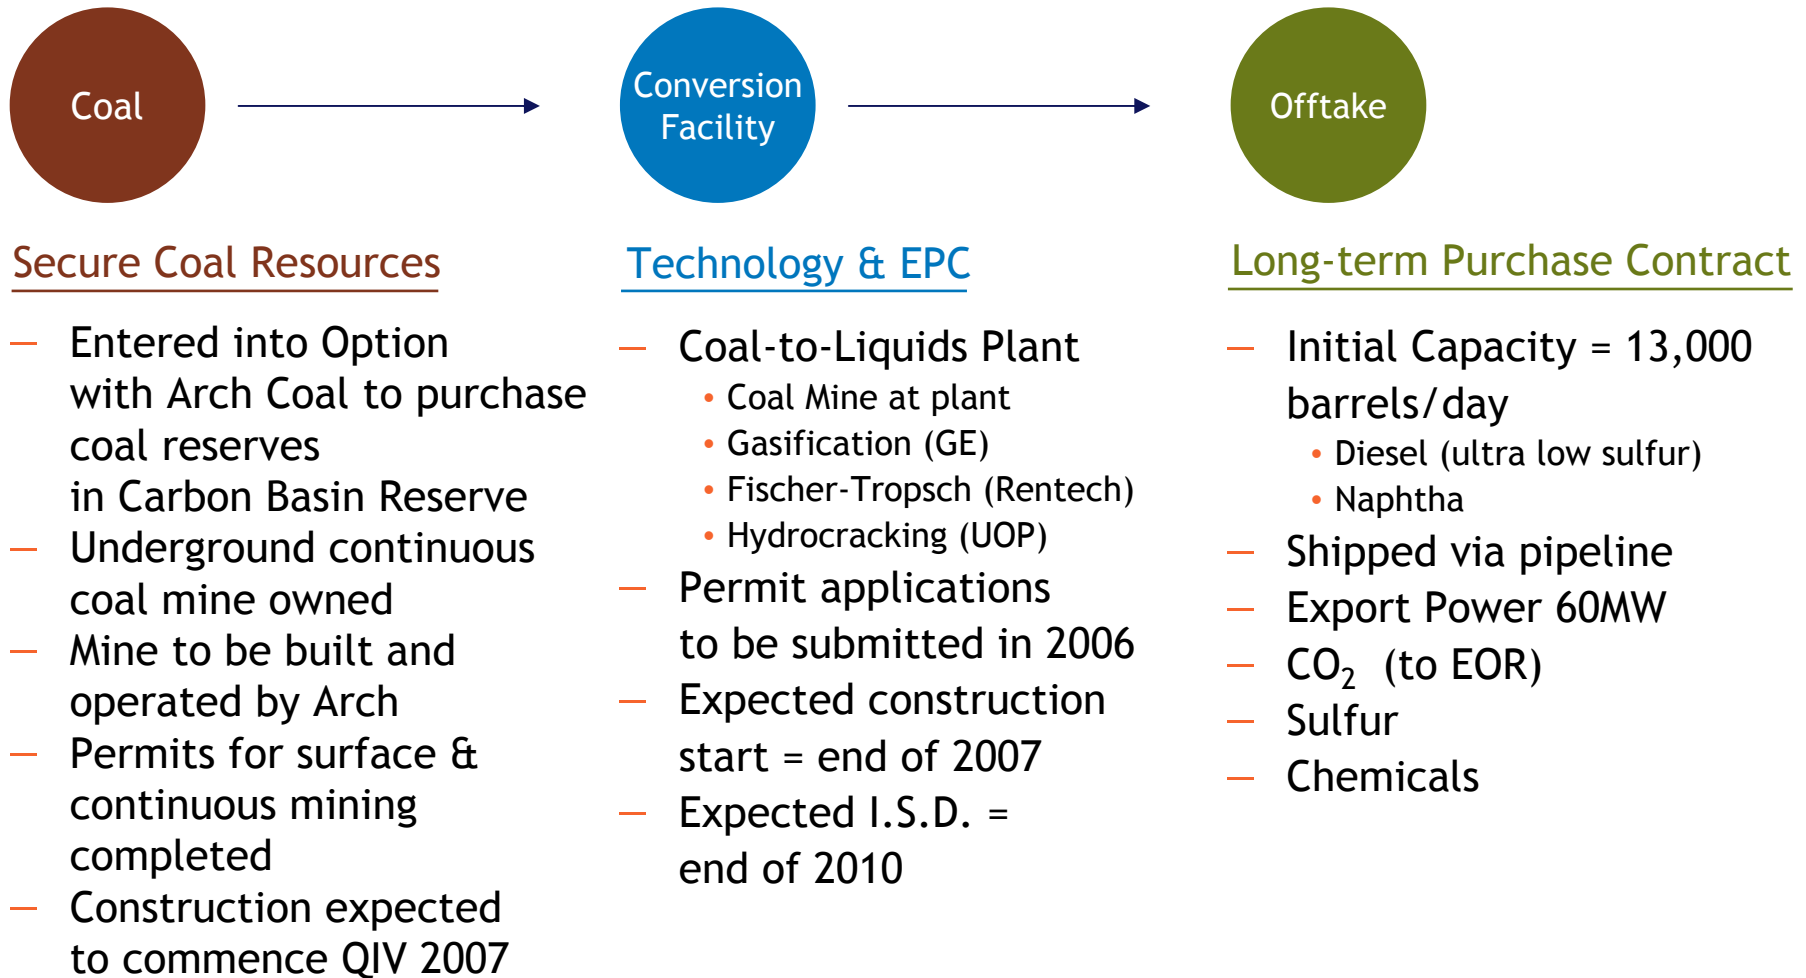 Coal
Conversion
Facility
Offtake
Secure Coal Resources
— Entered into Option
with Arch Coal to purchase
coal reserves
in Carbon Basin Reserve
— Underground continuous
coal mine owned
— Mine to be built and
operated by Arch
— Permits for surface &
continuous mining
completed
— Construction expected
to commence QIV 2007
Technology & EPC
— Coal-to-Liquids Plant
• Coal Mine at plant
• Gasification (GE)
• Fischer-Tropsch (Rentech)
• Hydrocracking (UOP)
— Permit applications
to be submitted in 2006
— Expected construction
start = end of 2007
— Expected I.S.D. =
end of 2010
Long-term Purchase Contract
— Initial Capacity = 13,000
barrels/day
• Diesel (ultra low sulfur)
• Naphtha
— Shipped via pipeline
— Export Power 60MW
— CO₂ (to EOR)
— Sulfur
— Chemicals